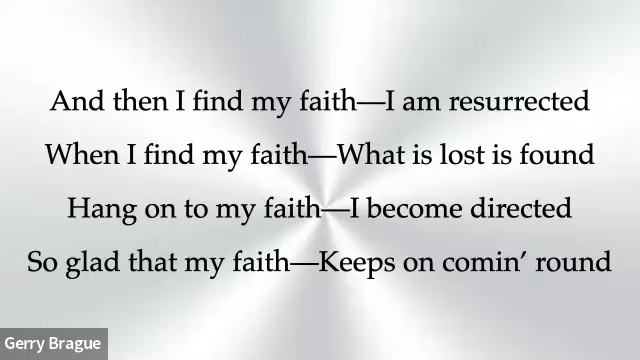 And then I find my faith—I am resurrected
When I find my faith—What is lost is found
Hang on to my faith—I become directed
So glad that my faith—Keeps on comin’ round
Gerry Brague